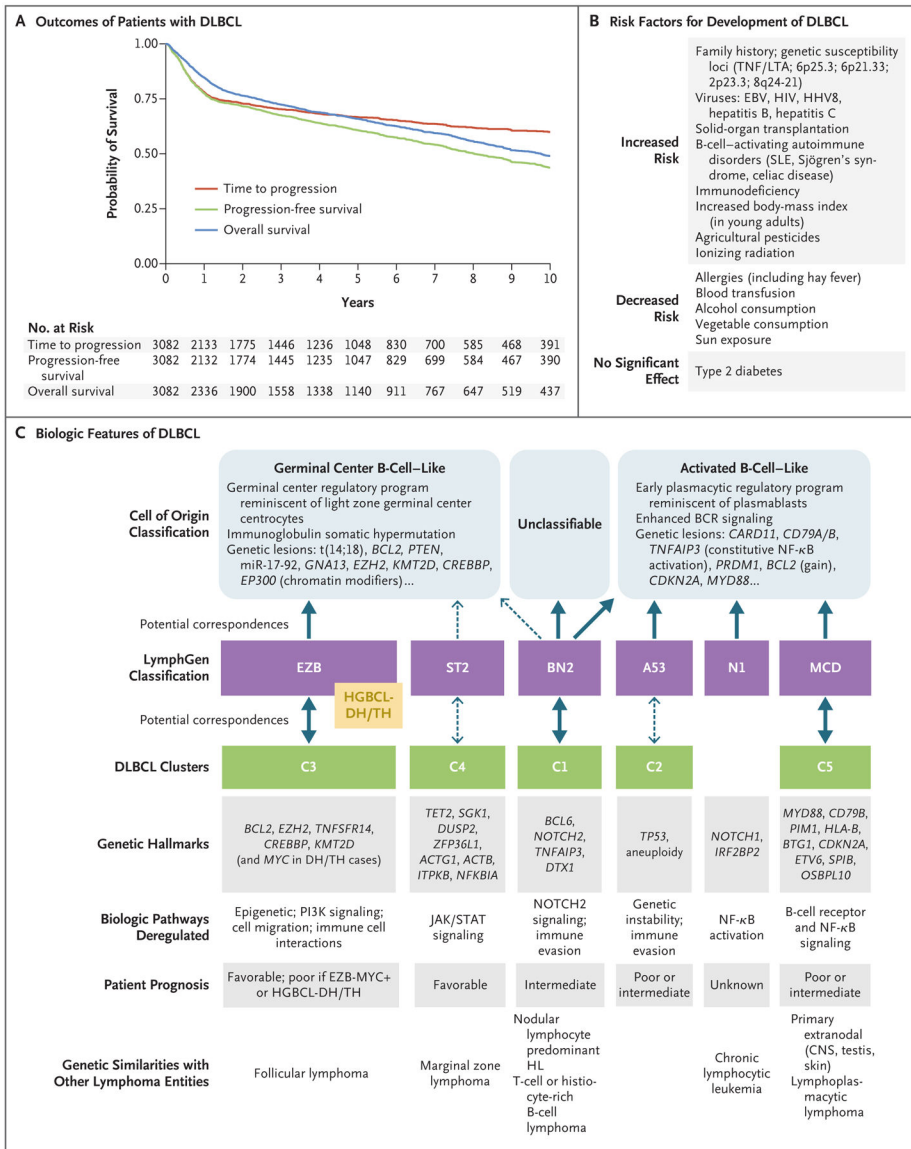 A Outcomes of Patients with DLBCL
Probability of Survival
1.00
0.75
0.50
0.25
0.00
Time to progression
Progression-free survival
Overall survival
0 1 2 3 4 5 6 7 8 9 10
Years
No. at Risk
Time to progression 3082 2133 1775 1446 1236 1048 830 700 585 468 391
Progression-free 3082 2132 1774 1445 1235 1047 829 699 584 467 390
survival
Overall survival 3082 2336 1900 1558 1338 1140 911 767 647 519 437
B Risk Factors for Development of DLBCL
Increased
Risk
Family history; genetic susceptibility
loci (TNF/LTA; 6p25.3; 6p21.33;
2p23.3; 8q24-21)
Viruses: EBV, HIV, HHV8,
hepatitis B, hepatitis C
Solid-organ transplantation
B-cell–activating autoimmune
disorders (SLE, Sjögren's syn-
drome, celiac disease)
Immunodeficiency
Increased body-mass index
(in young adults)
Agricultural pesticides
Ionizing radiation
Decreased
Risk
Allergies (including hay fever)
Blood transfusion
Alcohol consumption
Vegetable consumption
Sun exposure
No Significant
Effect
Type 2 diabetes
C Biologic Features of DLBCL
Cell of Origin
Classification
Germinal Center B-Cell–Like
Germinal center regulatory program
reminiscent of light zone germinal center
centrocytes
Immunoglobulin somatic hypermutation
Genetic lesions: t(14;18), BCL2, PTEN,
miR-17-92, GNA13, EZH2, KMT2D, CREBBP,
EP300 (chromatin modifiers)...
Unclassifiable
Activated B-Cell–Like
Early plasmacytic regulatory program
reminiscent of plasmablasts
Enhanced BCR signaling
Genetic lesions: CARD11, CD79A/B,
TNFAIP3 (constitutive NF-κB
activation), PRDM1, BCL2 (gain),
CDKN2A, MYD88...
Potential correspondences
LymphGen
Classification
EZB
ST2
BN2
A53
N1
MCD
HGBCL-
DH/TH
Potential correspondences
DLBCL Clusters
C3
C4
C1
C2
C5
Genetic Hallmarks
BCL2, EZH2, TNFSFR14,
CREBBP, KMT2D
(and MYC in DH/TH cases)
TET2, SGK1,
DUSP2,
ZFP36L1,
ACTG1, ACTB,
ITPKB, NFKBIA
BCL6,
NOTCH2,
TNFAIP3,
DTX1
TP53,
aneuploidy
NOTCH1,
IRF2BP2
MYD88, CD79B,
PIM1, HLA-B,
BTG1, CDKN2A,
ETV6, SPIB,
OSBPL10
Biologic Pathways
Deregulated
Epigenetic; PI3K signaling;
cell migration; immune cell
interactions
JAK/STAT
signaling
NOTCH2
signaling;
immune
evasion
Genetic
instability;
immune
evasion
NF-κB
activation
B-cell receptor
and NF-κB
signaling
Patient Prognosis
Favorable; poor if EZB-MYC+
or HGBCL-DH/TH
Favorable
Intermediate
Poor or
intermediate
Unknown
Poor or
intermediate
Genetic Similarities with
Other Lymphoma Entities
Follicular lymphoma
Marginal zone
lymphoma
Nodular
lymphocyte
predominant
HL
T-cell or histio-
cyte-rich
B-cell
lymphoma
Chronic
lymphocytic
leukemia
Primary
extranodal
(CNS, testis,
skin)
Lymphoplas-
macytic
lymphoma